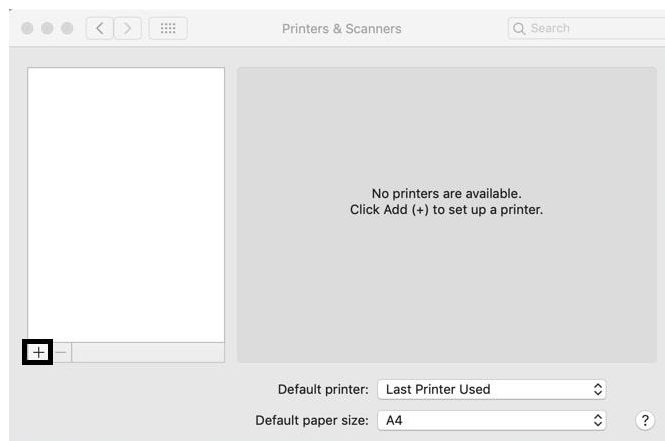 Printers & Scanners
Search
No printers are available.
Click Add (+) to set up a printer.
+ −
Default printer: Last Printer Used
Default paper size: A4
?